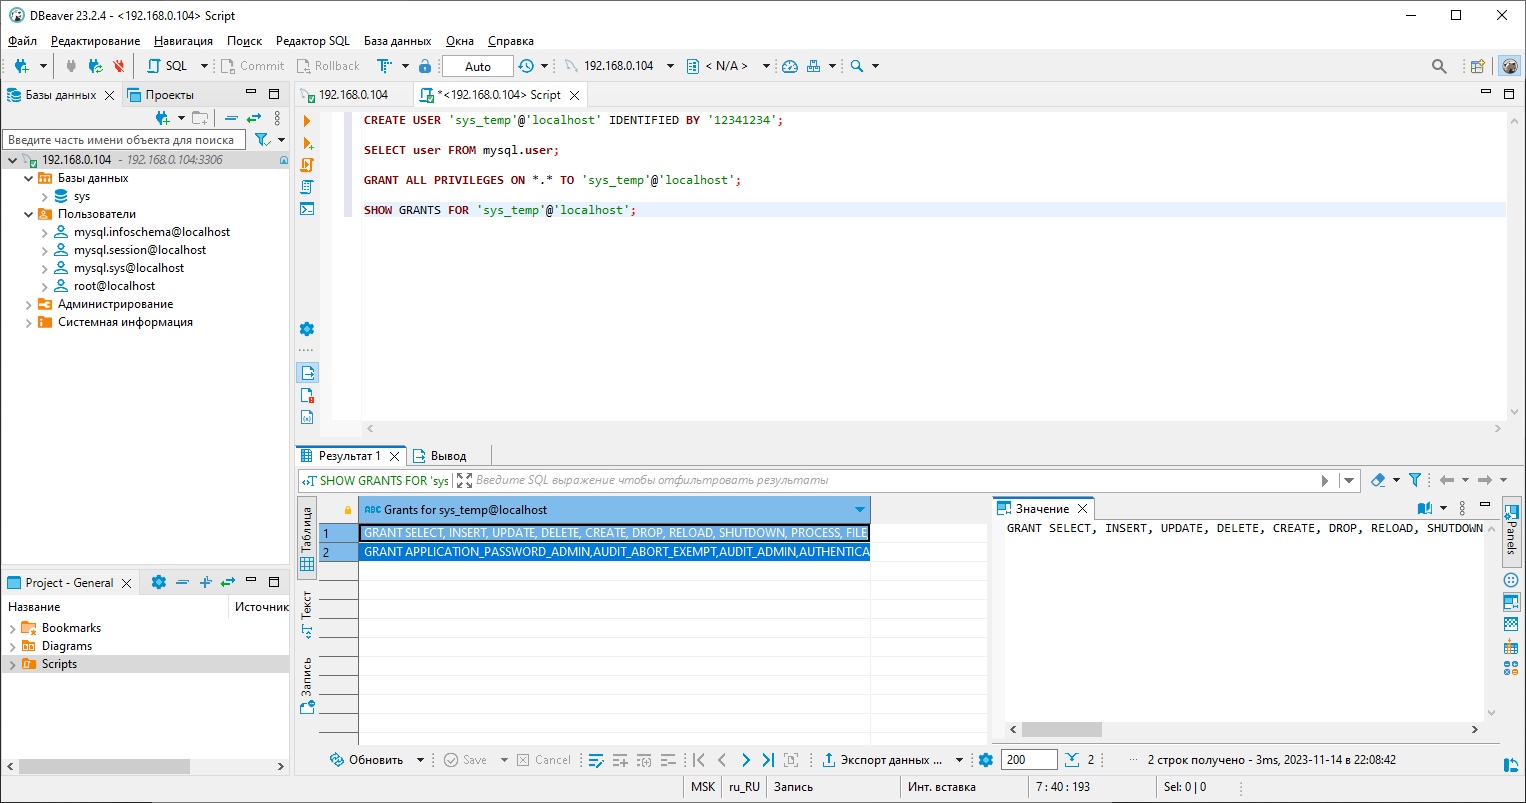 DBeaver 23.2.4 - <192.168.0.104> Script
Файл Редактирование Навигация Поиск Редактор SQL База данных Окна Справка
SQL Commit Rollback Auto 192.168.0.104 < N/A >
Базы данных Проекты
192.168.0.104 *<192.168.0.104> Script
Введите часть имени объекта для поиска
192.168.0.104 - 192.168.0.104:3306
Базы данных
sys
Пользователи
mysql.infoschema@localhost
mysql.session@localhost
mysql.sys@localhost
root@localhost
Администрирование
Системная информация
CREATE USER 'sys_temp'@'localhost' IDENTIFIED BY '12341234';
SELECT user FROM mysql.user;
GRANT ALL PRIVILEGES ON *.* TO 'sys_temp'@'localhost';
SHOW GRANTS FOR 'sys_temp'@'localhost';
Project - General
Название Источник
Bookmarks
Diagrams
Scripts
Результат 1 Вывод
SHOW GRANTS FOR 'sys Введите SQL выражение чтобы отфильтровать результаты
Таблица
Текст
Запись
ABC Grants for sys_temp@localhost
1 GRANT SELECT, INSERT, UPDATE, DELETE, CREATE, DROP, RELOAD, SHUTDOWN, PROCESS, FILE,
2 GRANT APPLICATION_PASSWORD_ADMIN,AUDIT_ABORT_EXEMPT,AUDIT_ADMIN,AUTHENTICA
Значение
GRANT SELECT, INSERT, UPDATE, DELETE, CREATE, DROP, RELOAD, SHUTDOWN
Panels
Обновить Save Cancel Экспорт данных ... 200 2 2 строк получено - 3ms, 2023-11-14 в 22:08:42
MSK ru_RU Запись Инт. вставка 7 : 40 : 193 Sel: 0 | 0